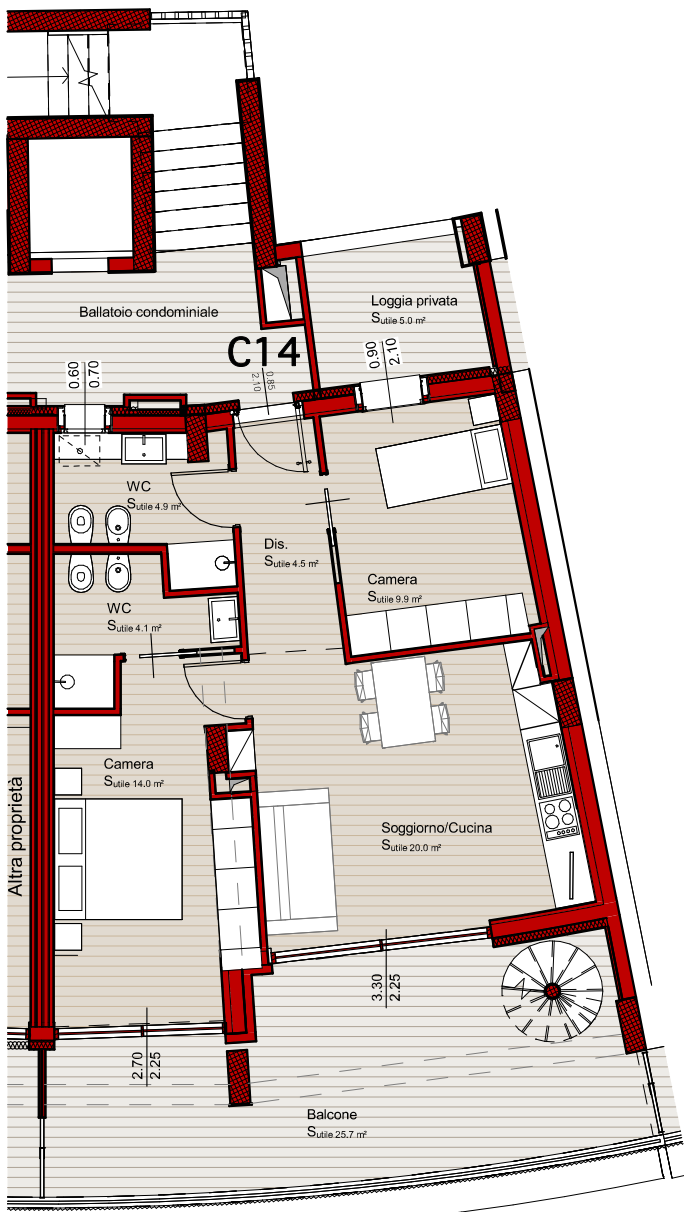 Ballatoio condominiale
Loggia privata
Sutile 5.0 m²
C14
0.85
2.10
0.90
2.10
0.60
0.70
WC
Sutile 4.9 m²
Dis.
Sutile 4.5 m²
Camera
Sutile 9.9 m²
WC
Sutile 4.1 m²
Camera
Sutile 14.0 m²
Altra proprietà
Soggiorno/Cucina
Sutile 20.0 m²
3.30
2.25
2.70
2.25
Balcone
Sutile 25.7 m²